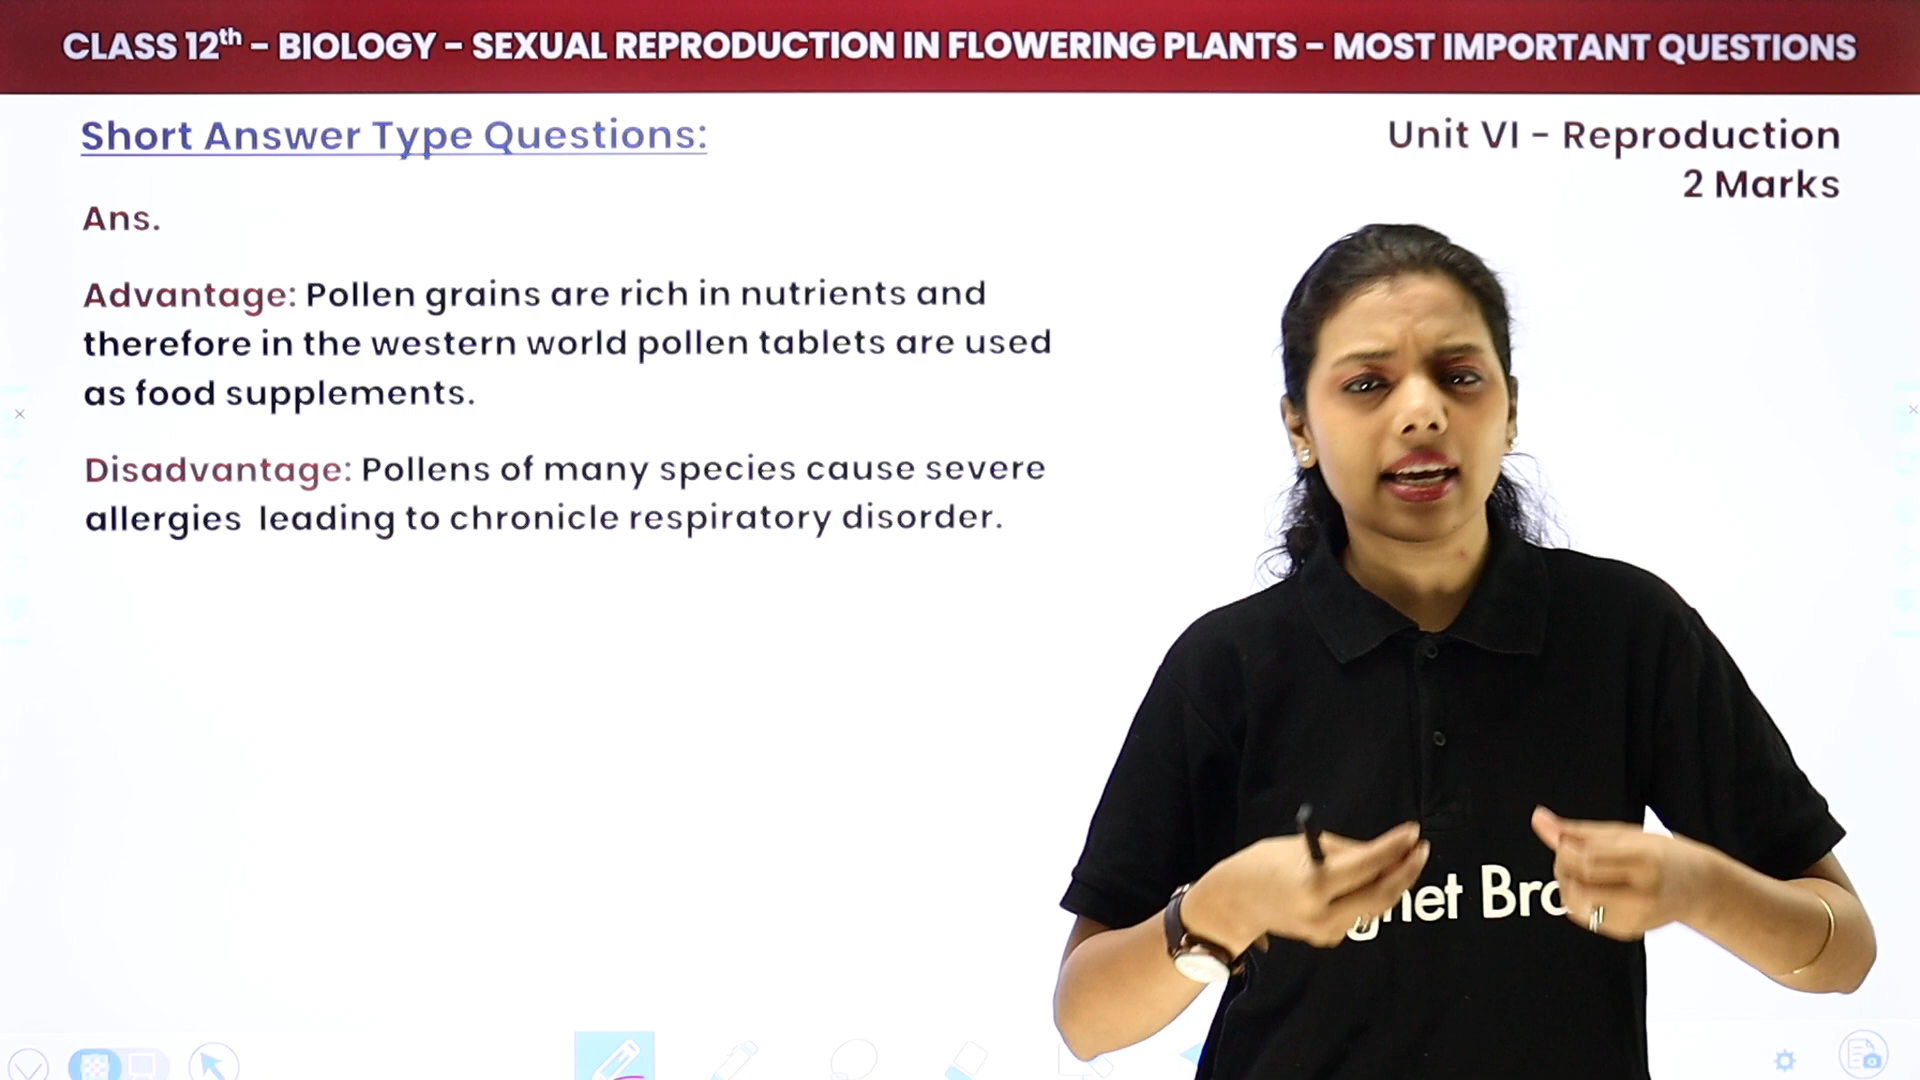 CLASS 12th – BIOLOGY – SEXUAL REPRODUCTION IN FLOWERING PLANTS – MOST IMPORTANT QUESTIONS
Short Answer Type Questions:
Unit VI – Reproduction
2 Marks
Ans.
Advantage: Pollen grains are rich in nutrients and
therefore in the western world pollen tablets are used
as food supplements.
Disadvantage: Pollens of many species cause severe
allergies leading to chronicle respiratory disorder.